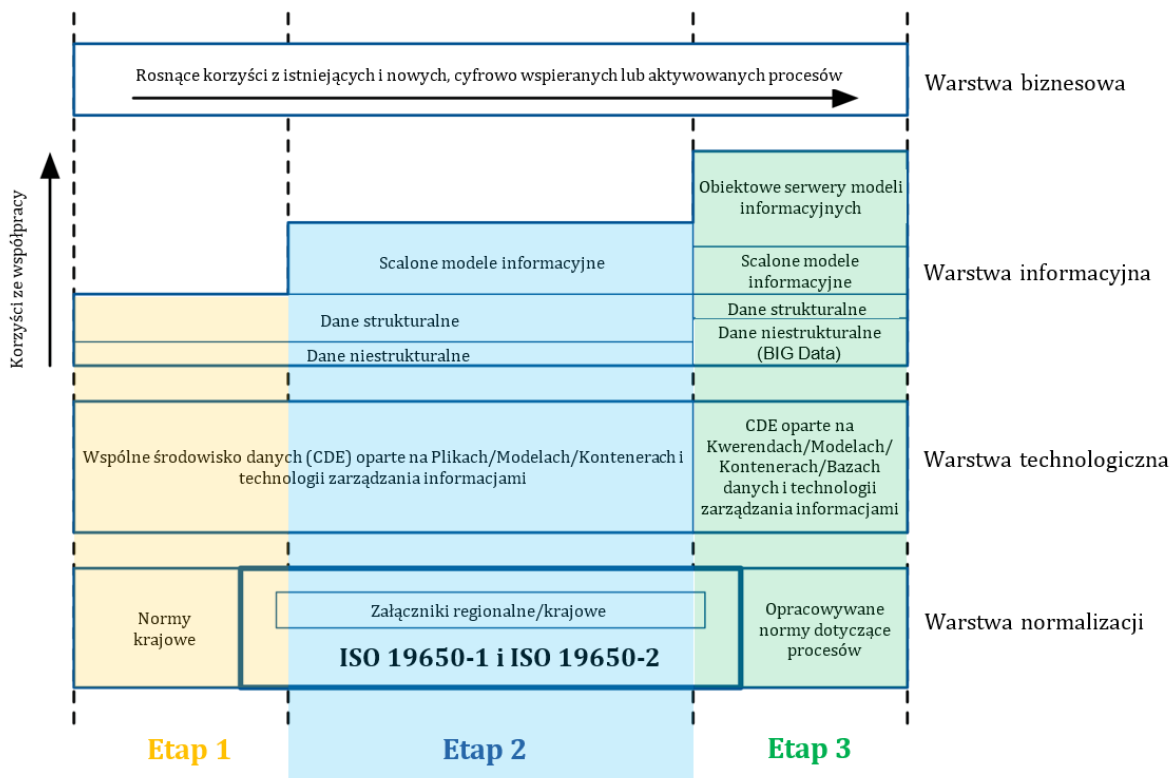 Rosnące korzyści z istniejących i nowych, cyfrowo wspieranych lub aktywowanych procesów
Warstwa biznesowa
Korzyści ze współpracy
Obiektowe serwery modeli
informacyjnych
Scalone modele informacyjne
Scalone modele
informacyjne
Warstwa informacyjna
Dane strukturalne
Dane strukturalne
Dane niestrukturalne
Dane niestrukturalne
(BIG Data)
Wspólne środowisko danych (CDE) oparte na Plikach/Modelach/Kontenerach i
technologii zarządzania informacjami
CDE oparte na
Kwerendach/Modelach/
Kontenerach/Bazach
danych i technologii
zarządzania informacjami
Warstwa technologiczna
Normy
krajowe
Załączniki regionalne/krajowe
ISO 19650-1 i ISO 19650-2
Opracowywane
normy dotyczące
procesów
Warstwa normalizacji
Etap 1
Etap 2
Etap 3